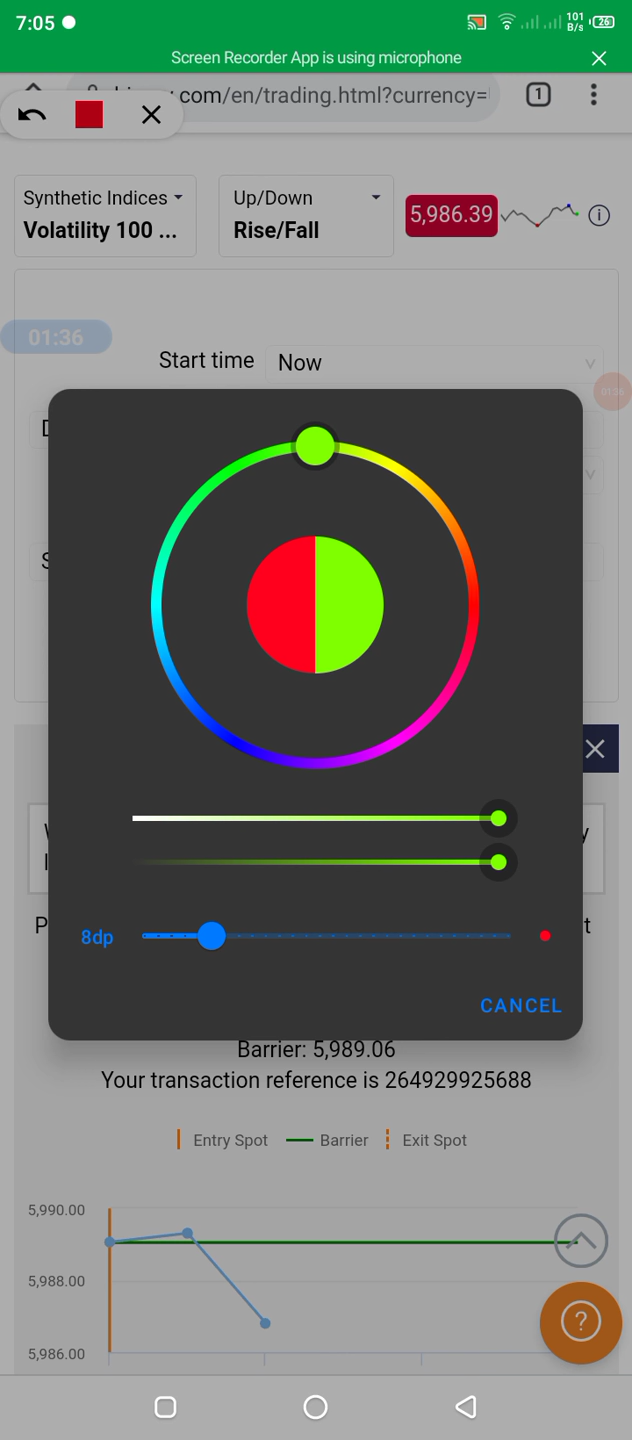 7:05
101
B/s
26
Screen Recorder App is using microphone
.com/en/trading.html?currency=
1
Synthetic Indices
Volatility 100 ...
Up/Down
Rise/Fall
5,986.39
01:36
Start time
Now
8dp
CANCEL
Barrier: 5,989.06
Your transaction reference is 264929925688
Entry Spot
Barrier
Exit Spot
5,990.00
5,988.00
5,986.00
?